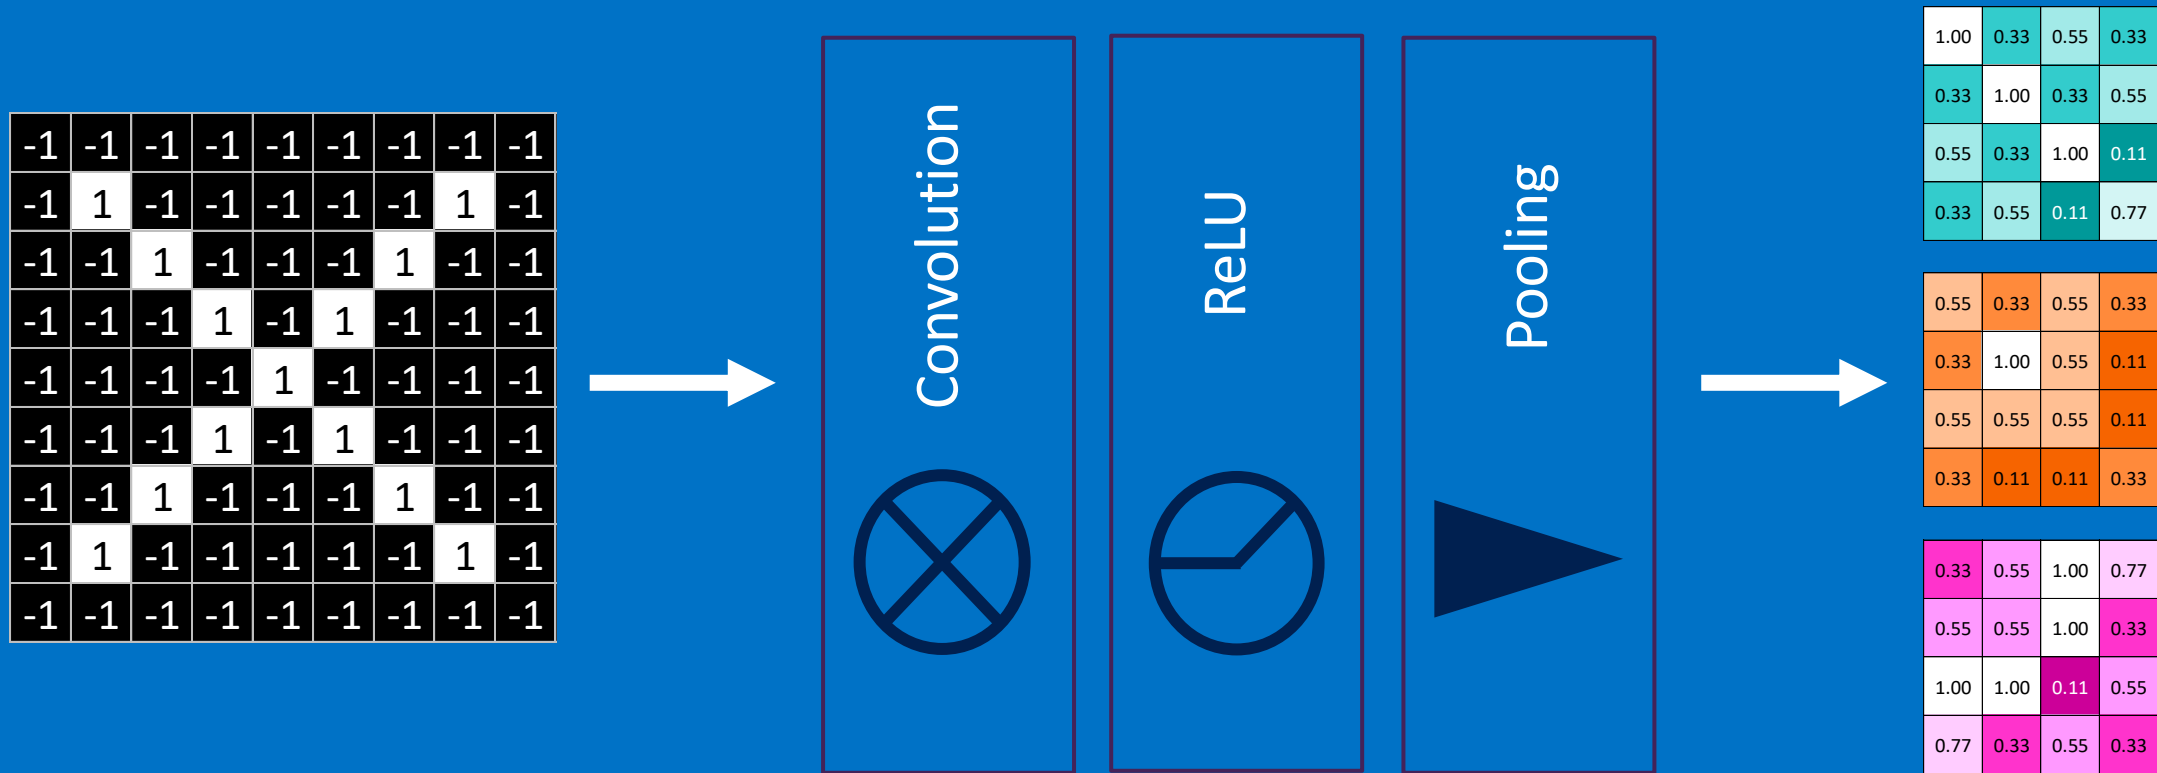 -1 -1 -1 -1 -1 -1 -1 -1 -1
-1 1 -1 -1 -1 -1 -1 1 -1
-1 -1 1 -1 -1 -1 1 -1 -1
-1 -1 -1 1 -1 1 -1 -1 -1
-1 -1 -1 -1 1 -1 -1 -1 -1
-1 -1 -1 1 -1 1 -1 -1 -1
-1 -1 1 -1 -1 -1 1 -1 -1
-1 1 -1 -1 -1 -1 -1 1 -1
-1 -1 -1 -1 -1 -1 -1 -1 -1
Convolution
ReLU
Pooling
1.00 0.33 0.55 0.33
0.33 1.00 0.33 0.55
0.55 0.33 1.00 0.11
0.33 0.55 0.11 0.77
0.55 0.33 0.55 0.33
0.33 1.00 0.55 0.11
0.55 0.55 0.55 0.11
0.33 0.11 0.11 0.33
0.33 0.55 1.00 0.77
0.55 0.55 1.00 0.33
1.00 1.00 0.11 0.55
0.77 0.33 0.55 0.33